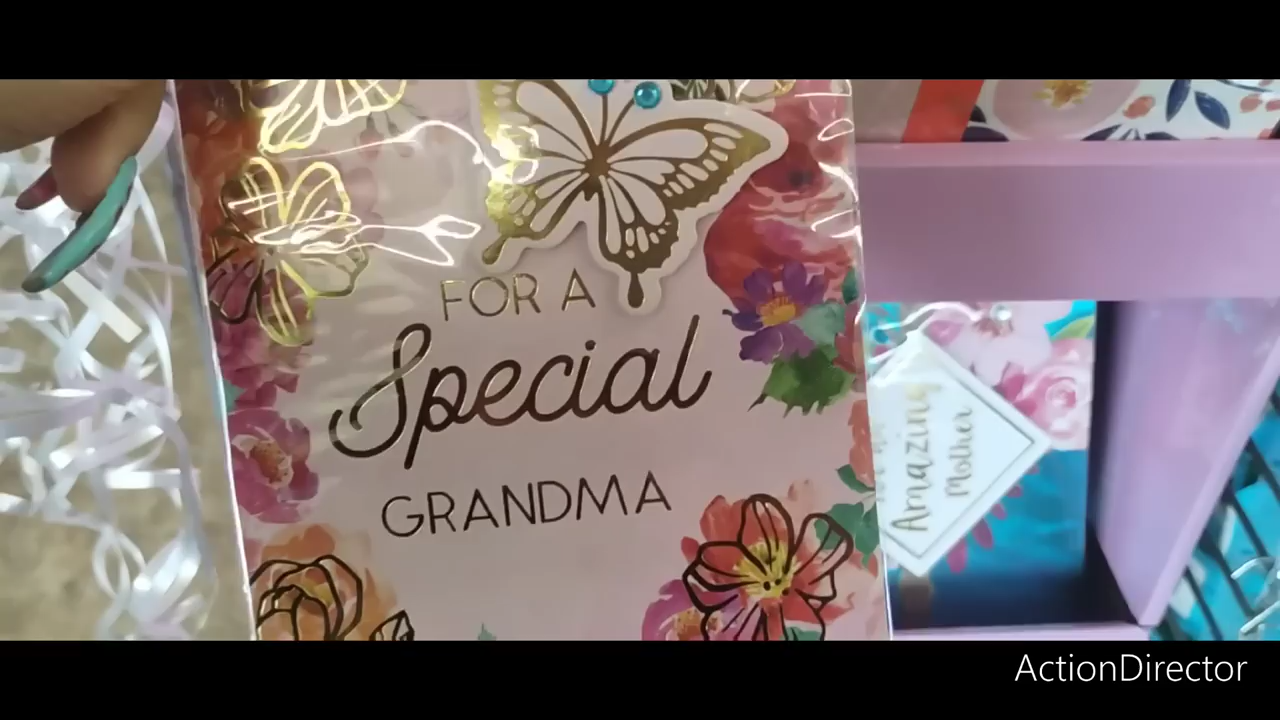 FOR A
Special
GRANDMA
Amazing
Mother
ActionDirector